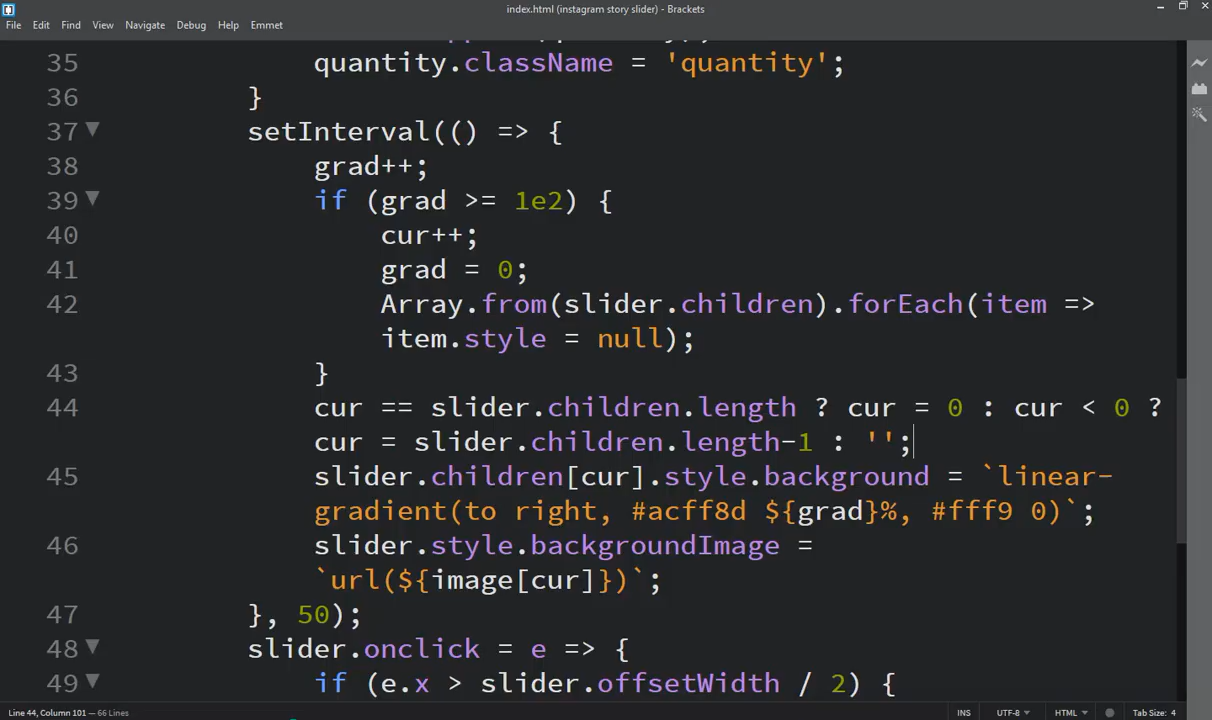 index.html (instagram story slider) - Brackets
File Edit Find View Navigate Debug Help Emmet
35 quantity.className = 'quantity';
36 }
37 setInterval(() => {
38 grad++;
39 if (grad >= 1e2) {
40 cur++;
41 grad = 0;
42 Array.from(slider.children).forEach(item =>
item.style = null);
43 }
44 cur == slider.children.length ? cur = 0 : cur < 0 ?
cur = slider.children.length-1 : '';
45 slider.children[cur].style.background = `linear-
gradient(to right, #acff8d ${grad}%, #fff9 0)`;
46 slider.style.backgroundImage =
`url(${image[cur]})`;
47 }, 50);
48 slider.onclick = e => {
49 if (e.x > slider.offsetWidth / 2) {
Line 44, Column 101 — 66 Lines INS UTF-8 HTML Tab Size: 4